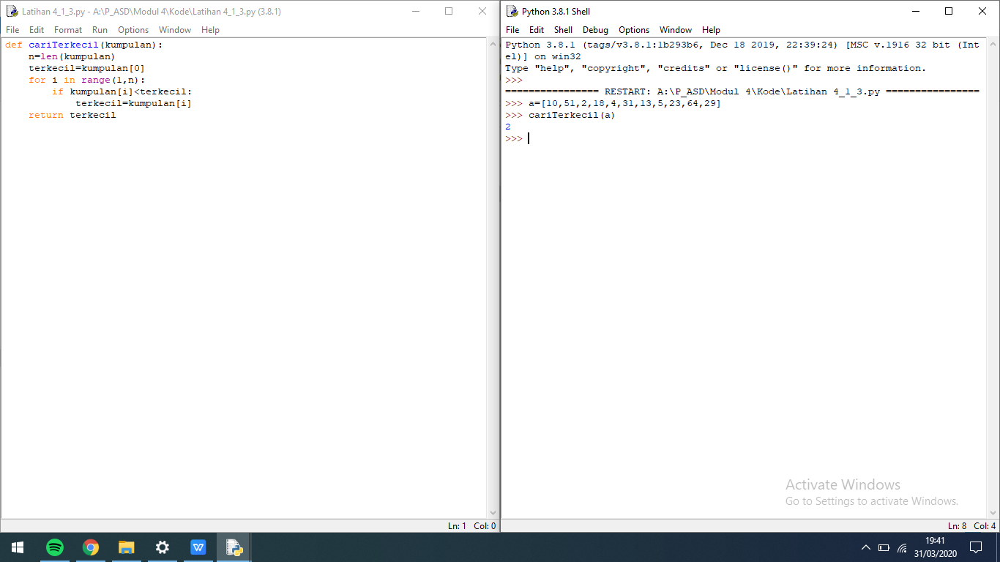 Latihan 4_1_3.py - A:\P_ASD\Modul 4\Kode\Latihan 4_1_3.py (3.8.1)
File Edit Format Run Options Window Help
def cariTerkecil(kumpulan):
    n=len(kumpulan)
    terkecil=kumpulan[0]
    for i in range(1,n):
        if kumpulan[i]<terkecil:
            terkecil=kumpulan[i]
    return terkecil
Ln: 1 Col: 0
Python 3.8.1 Shell
File Edit Shell Debug Options Window Help
Python 3.8.1 (tags/v3.8.1:1b293b6, Dec 18 2019, 22:39:24) [MSC v.1916 32 bit (Int
el)] on win32
Type "help", "copyright", "credits" or "license()" for more information.
>>>
================ RESTART: A:\P_ASD\Modul 4\Kode\Latihan 4_1_3.py ================
>>> a=[10,51,2,18,4,31,13,5,23,64,29]
>>> cariTerkecil(a)
2
>>>
Activate Windows
Go to Settings to activate Windows.
Ln: 8 Col: 4
19:41
31/03/2020